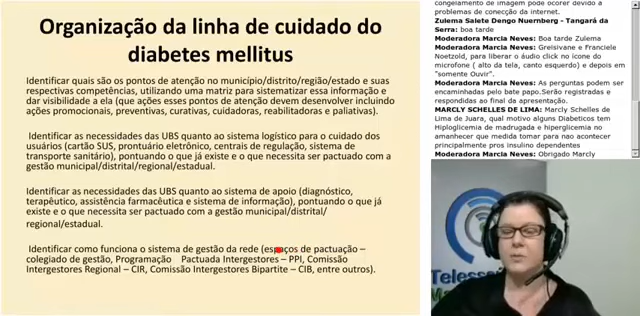 Organização da linha de cuidado do
diabetes mellitus
Identificar quais são os pontos de atenção no município/distrito/região/estado e suas
respectivas competências, utilizando uma matriz para sistematizar essa informação e
dar visibilidade a ela (que ações esses pontos de atenção devem desenvolver incluindo
ações promocionais, preventivas, curativas, cuidadoras, reabilitadoras e paliativas).
Identificar as necessidades das UBS quanto ao sistema logístico para o cuidado dos
usuários (cartão SUS, prontuário eletrônico, centrais de regulação, sistema de
transporte sanitário), pontuando o que já existe e o que necessita ser pactuado com a
gestão municipal/distrital/regional/estadual.
Identificar as necessidades das UBS quanto ao sistema de apoio (diagnóstico,
terapêutico, assistência farmacêutica e sistema de informação), pontuando o que já
existe e o que necessita ser pactuado com a gestão municipal/distrital/
regional/estadual.
Identificar como funciona o sistema de gestão da rede (espaços de pactuação –
colegiado de gestão, Programação Pactuada Intergestores – PPI, Comissão
Intergestores Regional – CIR, Comissão Intergestores Bipartite – CIB, entre outros).
congelamento de imagem pode ocorer devido a
problemas de conecção da internet.
Zulema Salete Dengo Nuernberg - Tangará
da Serra: boa tarde
Moderadora Marcia Neves: Boa tarde Zulema
Moderadora Marcia Neves: Greisivane e Franciele
Noetzold, para liberar o áudio click no ícone do
microfone ( alto da tela, canto esquerdo) e depois em
"somente Ouvir".
Moderadora Marcia Neves: As perguntas podem ser
encaminhadas pelo bate papo.Serão registradas e
respondidas ao final da apresentação.
MARCLY SCHELLES DE LIMA: Marcly Schelles
de Lima de Juara, qual motivo alguns Diabeticos tem
Hiploglicemia de madrugada e hiperglicemia no
amanhecer que medida tomar para nao acontecer
principalmente pros insulino dependentes
Moderadora Marcia Neves: Obrigado Marcly
Telessa